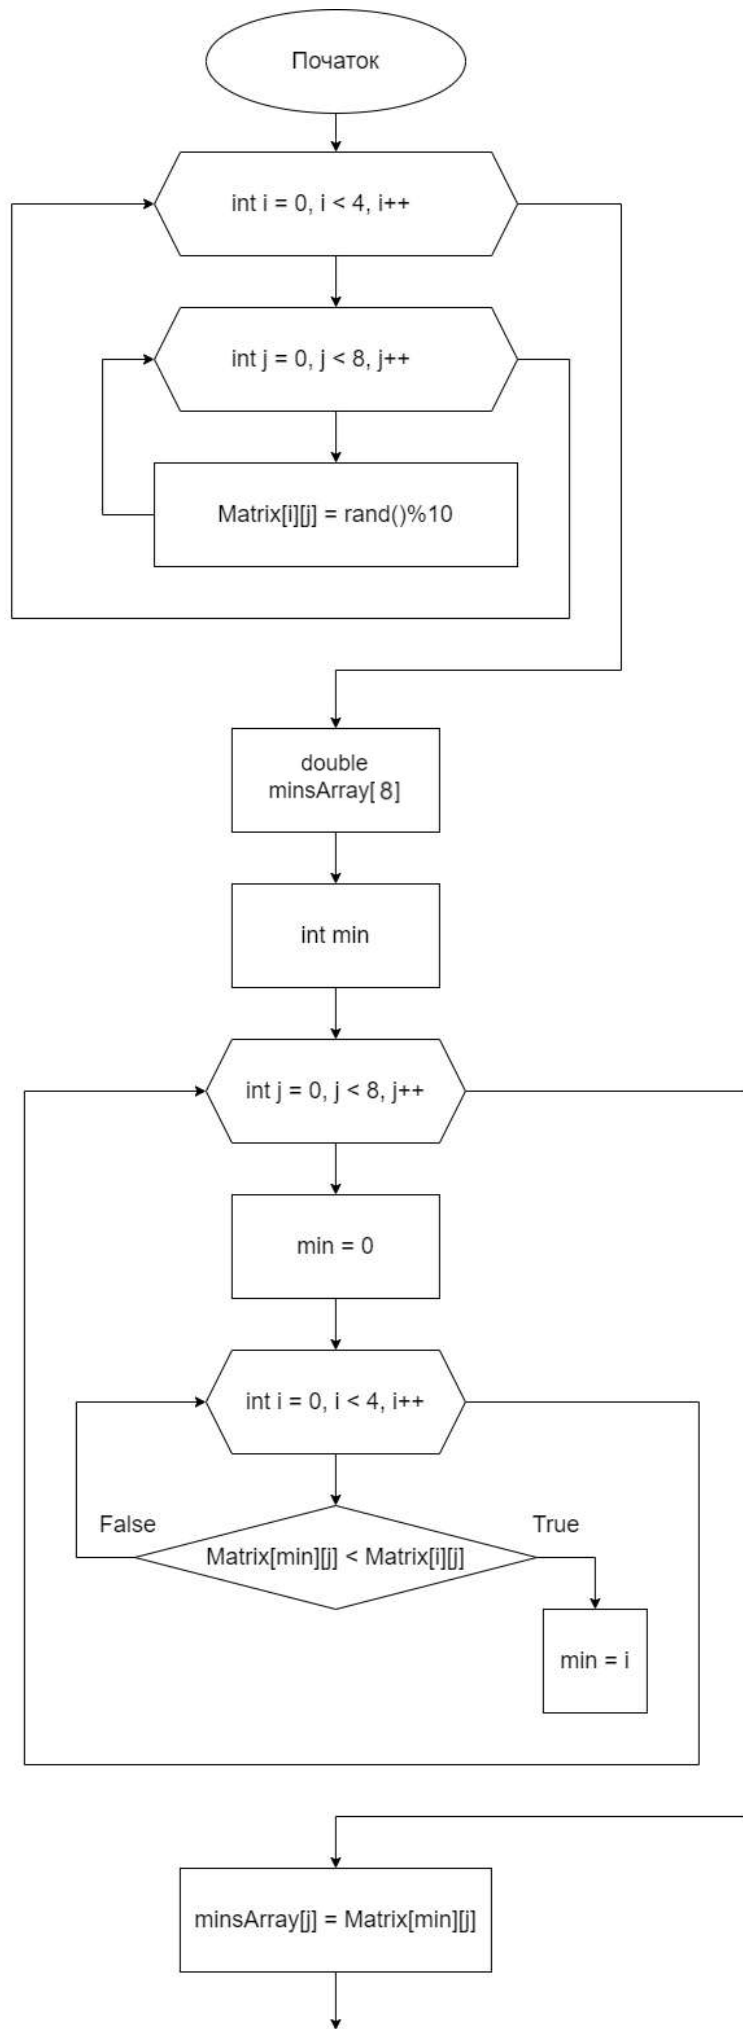 Початок
int i = 0, i < 4, i++
int j = 0, j < 8, j++
Matrix[i][j] = rand()%10
double
minsArray[ 8]
int min
int j = 0, j < 8, j++
min = 0
int i = 0, i < 4, i++
False
True
Matrix[min][j] < Matrix[i][j]
min = i
minsArray[j] = Matrix[min][j]